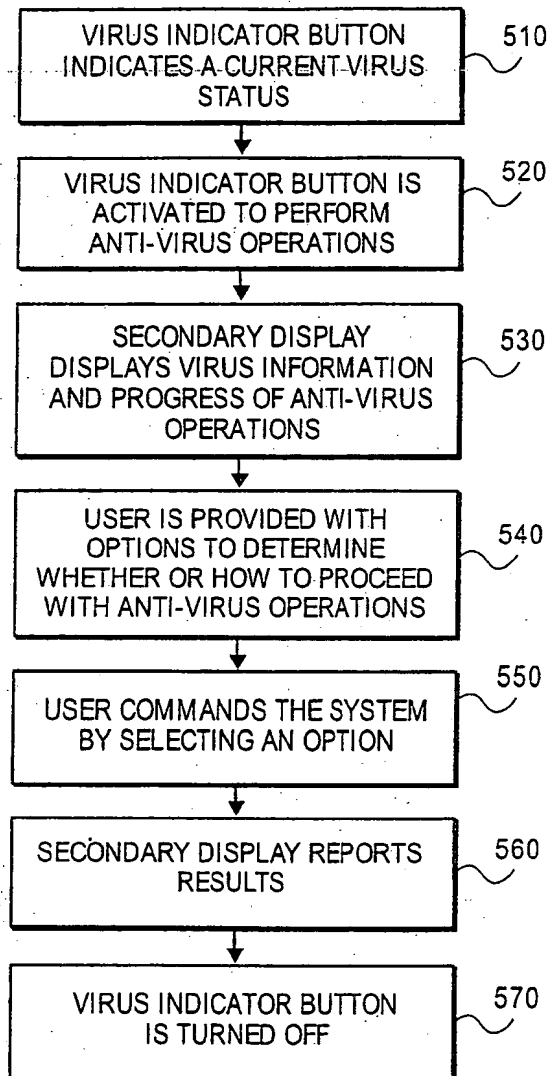 VIRUS INDICATOR BUTTON
INDICATES A CURRENT VIRUS
STATUS
510
VIRUS INDICATOR BUTTON IS
ACTIVATED TO PERFORM
ANTI-VIRUS OPERATIONS
520
SECONDARY DISPLAY
DISPLAYS VIRUS INFORMATION
AND PROGRESS OF ANTI-VIRUS
OPERATIONS
530
USER IS PROVIDED WITH
OPTIONS TO DETERMINE
WHETHER OR HOW TO PROCEED
WITH ANTI-VIRUS OPERATIONS
540
USER COMMANDS THE SYSTEM
BY SELECTING AN OPTION
550
SECONDARY DISPLAY REPORTS
RESULTS
560
VIRUS INDICATOR BUTTON
IS TURNED OFF
570